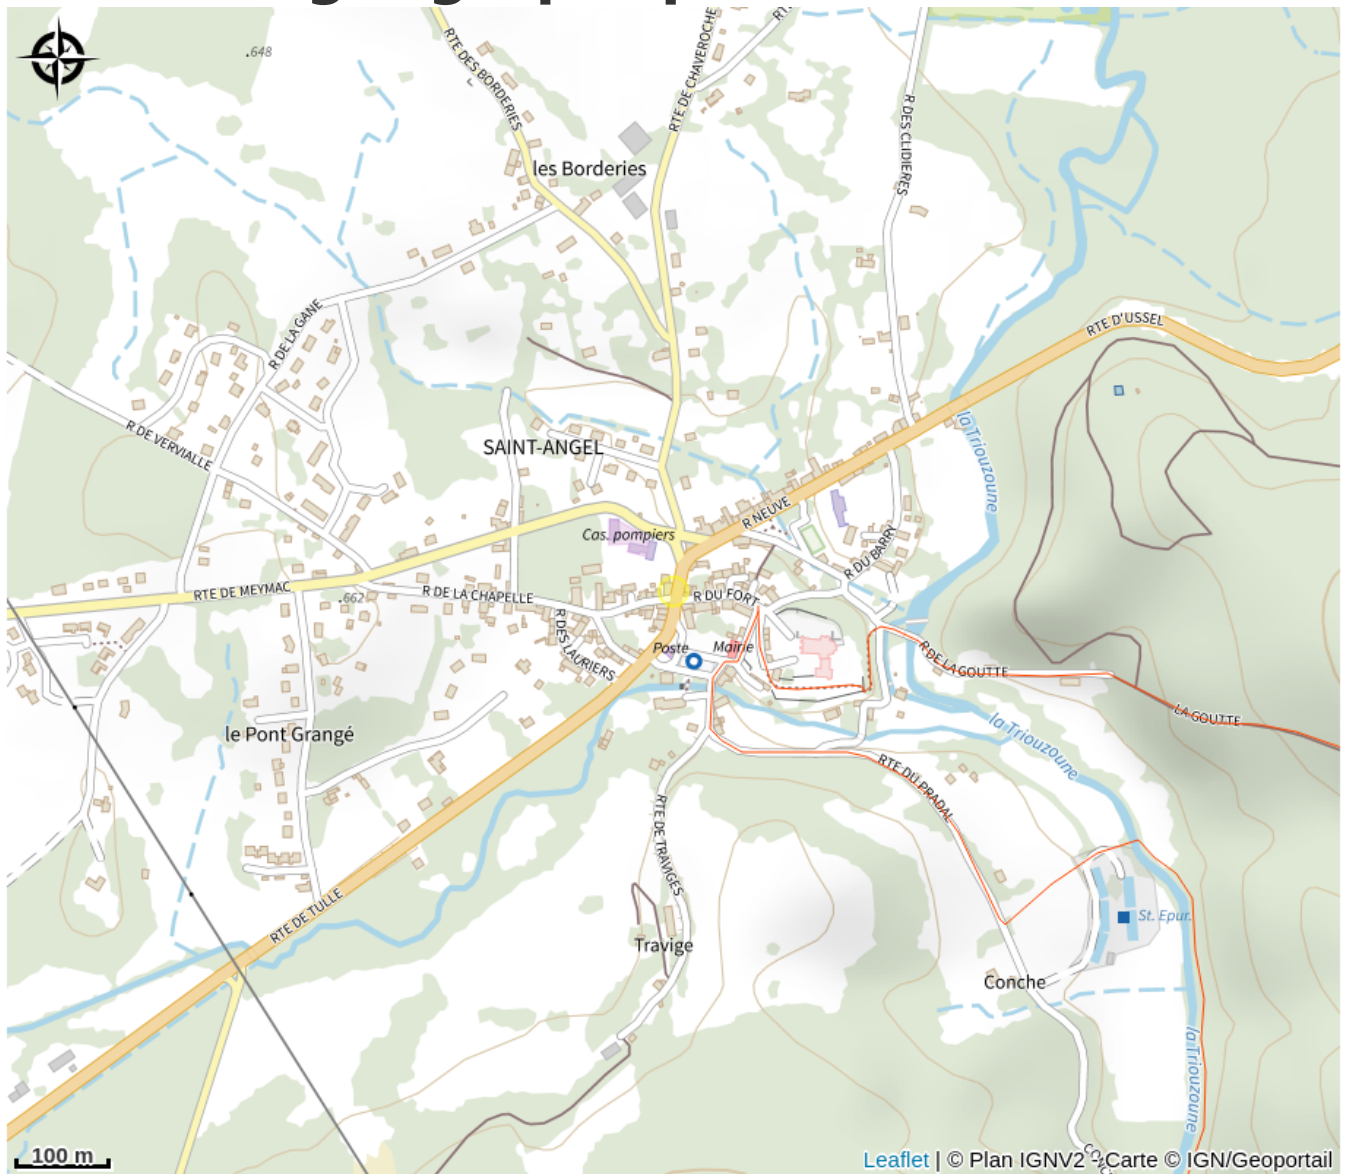 .648
RTE DES BORDERIES
RTE DE CHAVEROCHE
R DES CLIDIERES
les Borderies
R DE LA GANE
RTE D'USSEL
R DE VERVIALLE
SAINT-ANGEL
la Triouzoune
R NEUVE
Cas. pompiers
R DU BARRY
RTE DE MEYMAC
.662
R DE LA CHAPELLE
R DU FORT
R DES LAURIERS
Poste
Mairie
R DE LA GOUTTE
LA GOUTTE
le Pont Grangé
la Triouzoune
RTE DU PRADAL
RTE DE TRAVIGES
RTE DE TULLE
St. Epur.
Travige
Conche
la Triouzoune
100 m
Leaflet | © Plan IGNV2 - Carte © IGN/Geoportail